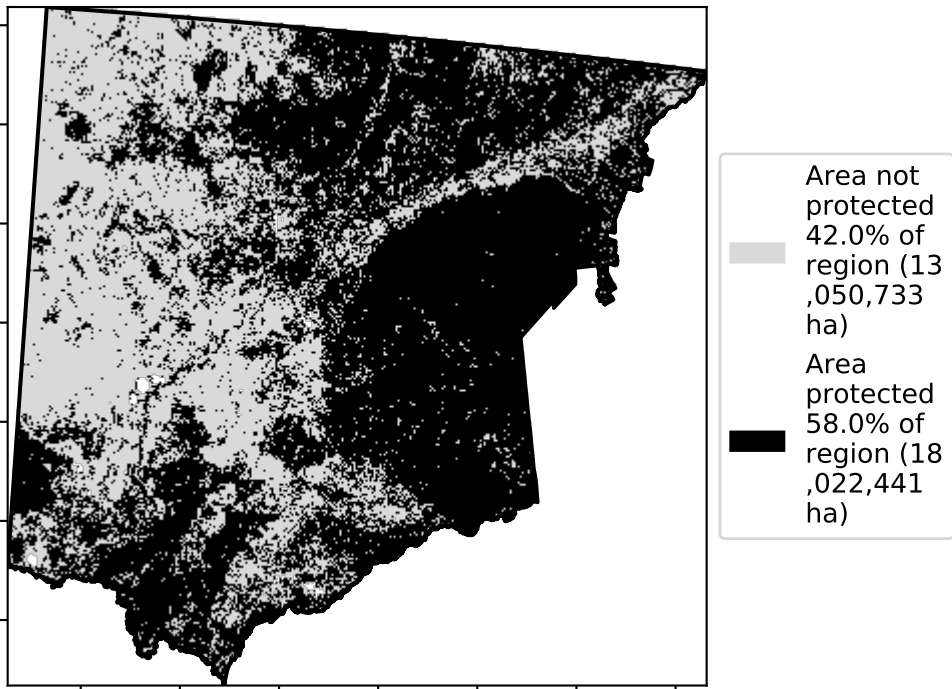 Area not
protected
42.0% of
region (13
,050,733
ha)
Area
protected
58.0% of
region (18
,022,441
ha)